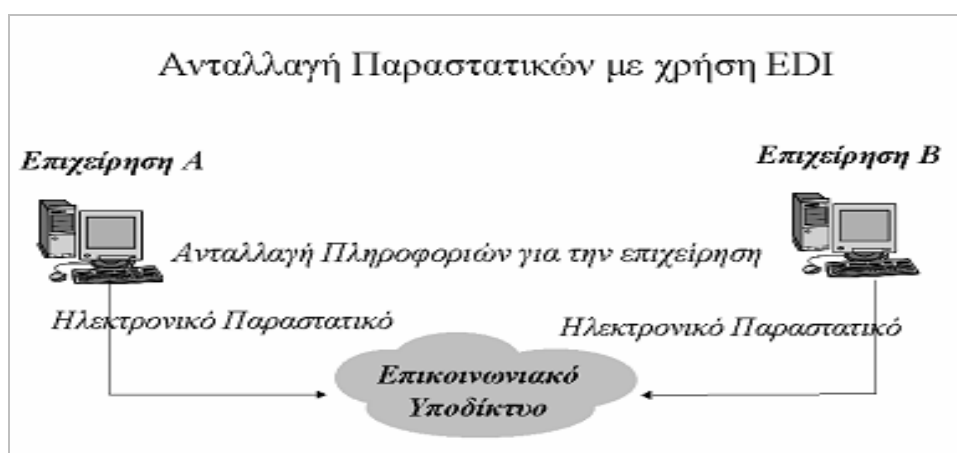 Ανταλλαγή Παραστατικών με χρήση EDI
Επιχείρηση Α
Επιχείρηση Β
Ανταλλαγή Πληροφοριών για την επιχείρηση
Ηλεκτρονικό Παραστατικό
Ηλεκτρονικό Παραστατικό
Επικοινωνιακό
Υποδίκτυο